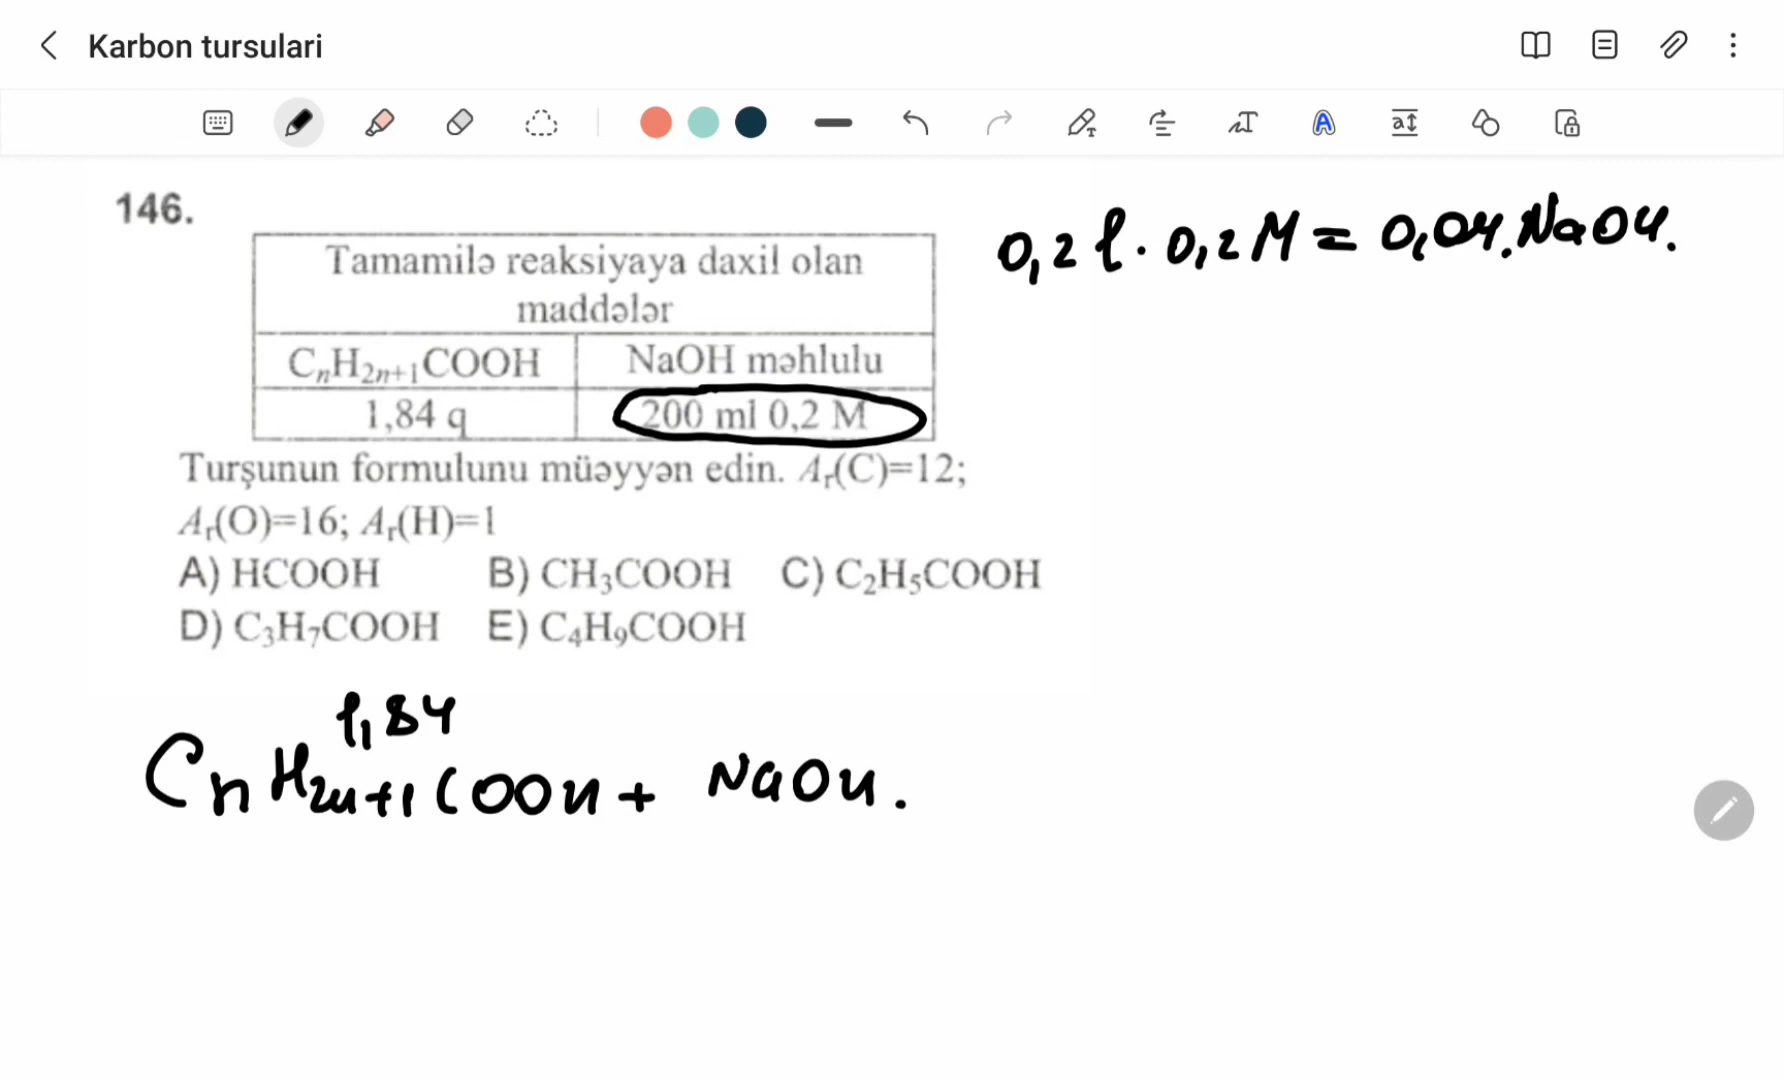 Karbon tursulari
146.
Tamamilə reaksiyaya daxil olan
maddələr
CₙH₂ₙ₊₁COOH NaOH məhlulu
1,84 q 200 ml 0,2 M
Turşunun formulunu müəyyən edin. Aᵣ(C)=12;
Aᵣ(O)=16; Aᵣ(H)=1
A) HCOOH B) CH₃COOH C) C₂H₅COOH
D) C₃H₇COOH E) C₄H₉COOH
0,2 l · 0,2 M = 0,04. NaOH.
1,84
CₙH₂ₙ₊₁COOH + NaOH.